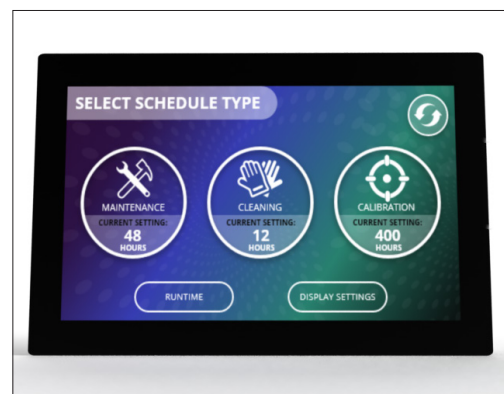 SELECT SCHEDULE TYPE
MAINTENANCE
CURRENT SETTING:
48
HOURS
CLEANING
CURRENT SETTING:
12
HOURS
CALIBRATION
CURRENT SETTING:
400
HOURS
RUNTIME
DISPLAY SETTINGS